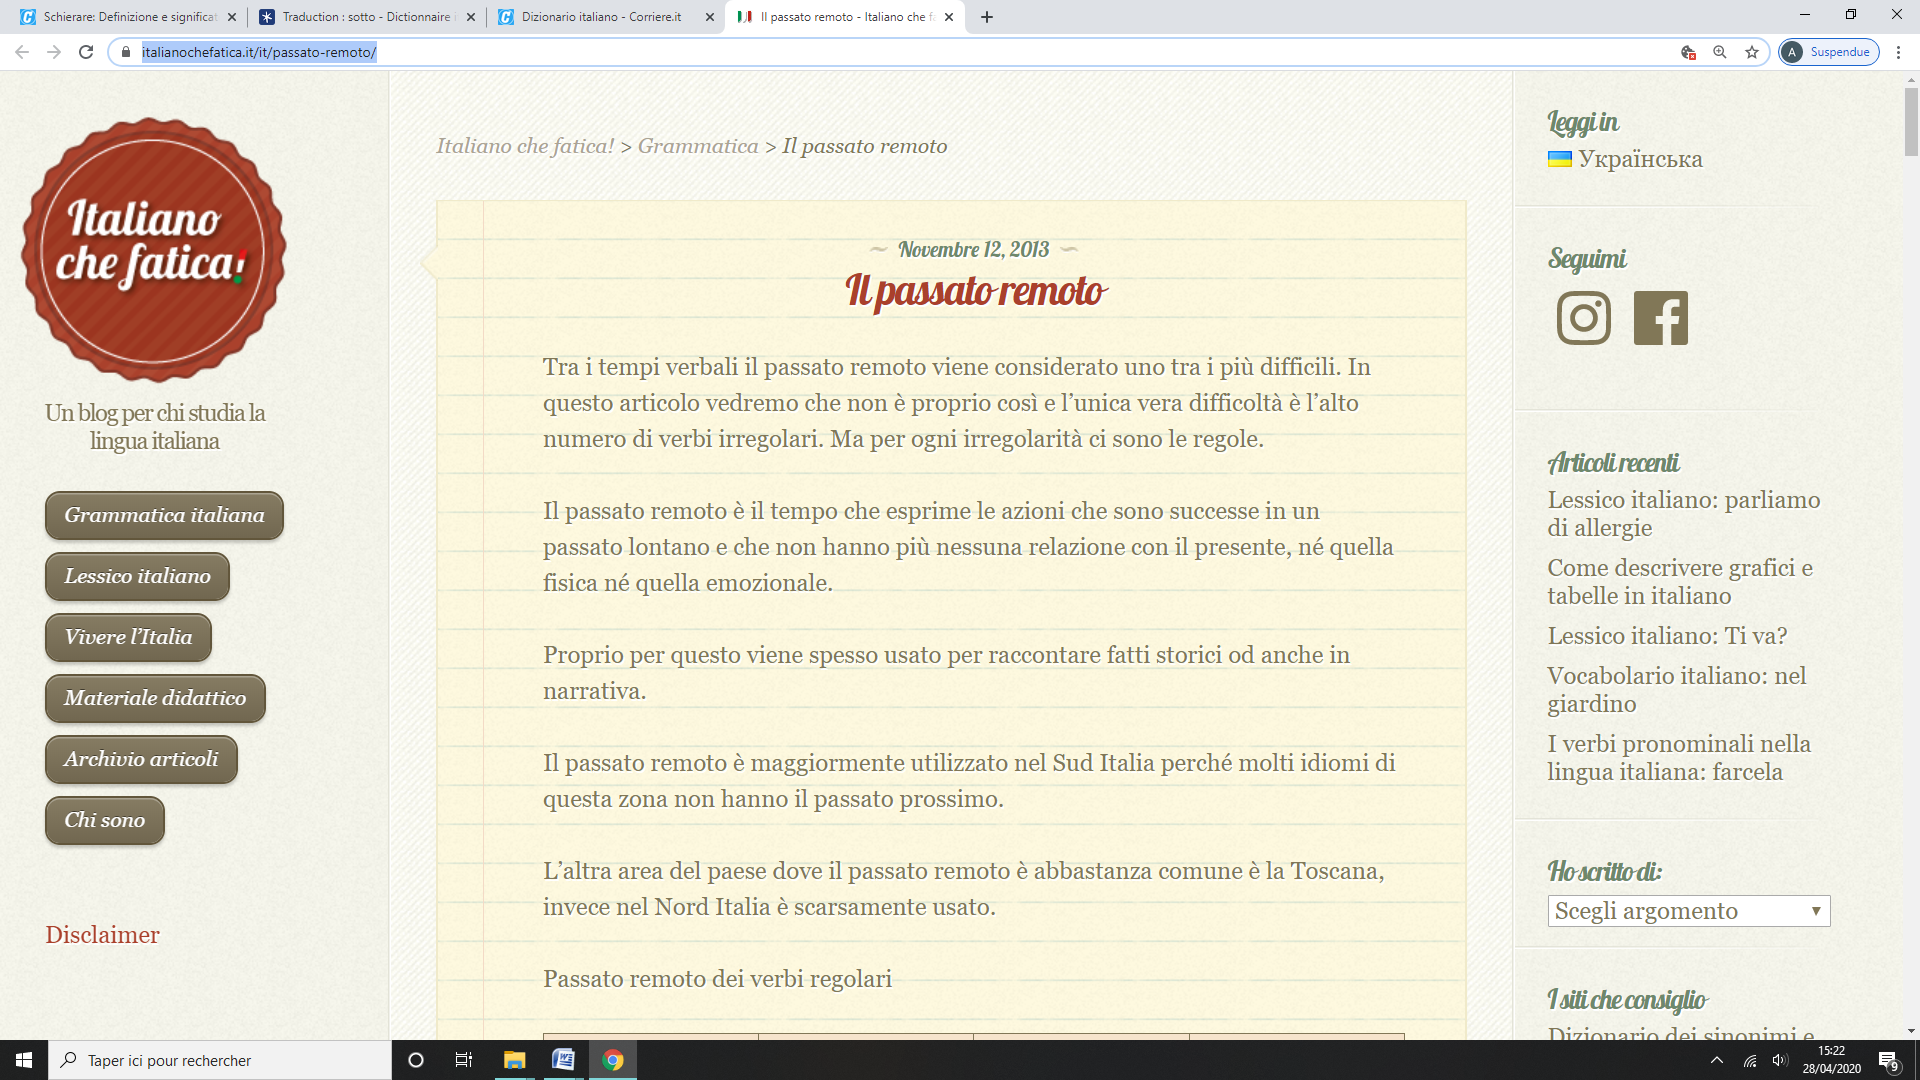 Schierare: Definizione e significat
Traduction : sotto - Dictionnaire i
Dizionario italiano - Corriere.it
Il passato remoto - Italiano che fa
italianochefatica.it/it/passato-remoto/
A Suspendue
Italiano
che fatica!
Un blog per chi studia la
lingua italiana
Grammatica italiana
Lessico italiano
Vivere l’Italia
Materiale didattico
Archivio articoli
Chi sono
Disclaimer
Italiano che fatica! > Grammatica > Il passato remoto
Novembre 12, 2013
Il passato remoto
Tra i tempi verbali il passato remoto viene considerato uno tra i più difficili. In
questo articolo vedremo che non è proprio così e l’unica vera difficoltà è l’alto
numero di verbi irregolari. Ma per ogni irregolarità ci sono le regole.
Il passato remoto è il tempo che esprime le azioni che sono successe in un
passato lontano e che non hanno più nessuna relazione con il presente, né quella
fisica né quella emozionale.
Proprio per questo viene spesso usato per raccontare fatti storici od anche in
narrativa.
Il passato remoto è maggiormente utilizzato nel Sud Italia perché molti idiomi di
questa zona non hanno il passato prossimo.
L’altra area del paese dove il passato remoto è abbastanza comune è la Toscana,
invece nel Nord Italia è scarsamente usato.
Passato remoto dei verbi regolari
Leggi in
Українська
Seguimi
Articoli recenti
Lessico italiano: parliamo
di allergie
Come descrivere grafici e
tabelle in italiano
Lessico italiano: Ti va?
Vocabolario italiano: nel
giardino
I verbi pronominali nella
lingua italiana: farcela
Ho scritto di:
Scegli argomento
I siti che consiglio
Dizionario dei sinonimi e
Taper ici pour rechercher
15:22
28/04/2020
9